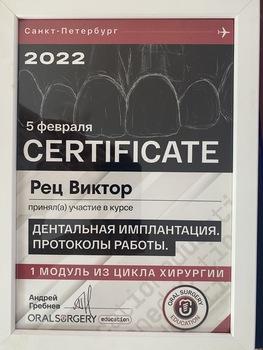 Санкт-Петербург
2022
5 февраля
CERTIFICATE
Рец Виктор
принял(а) участие в курсе
ДЕНТАЛЬНАЯ ИМПЛАНТАЦИЯ.
ПРОТОКОЛЫ РАБОТЫ.
1 МОДУЛЬ ИЗ ЦИКЛА ХИРУРГИИ
Андрей
Гребнев
ORALSURGERY education
ORAL SURGERY
EDUCATION